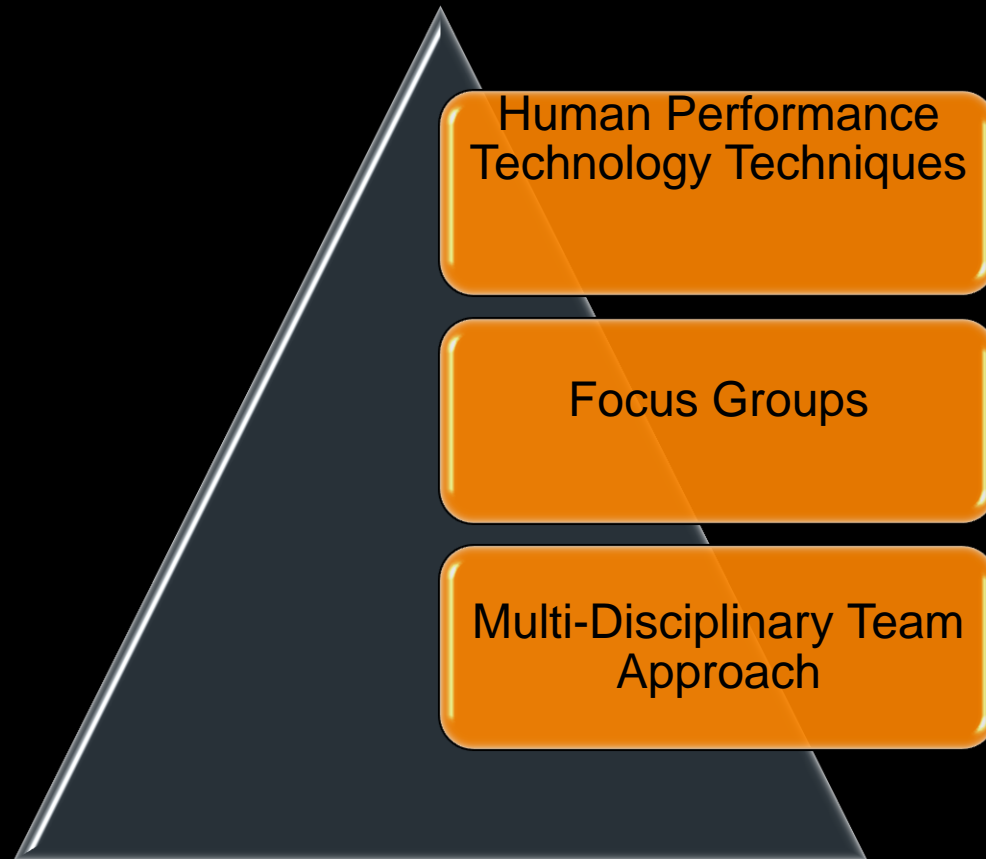 Human Performance
Technology Techniques
Focus Groups
Multi-Disciplinary Team
Approach